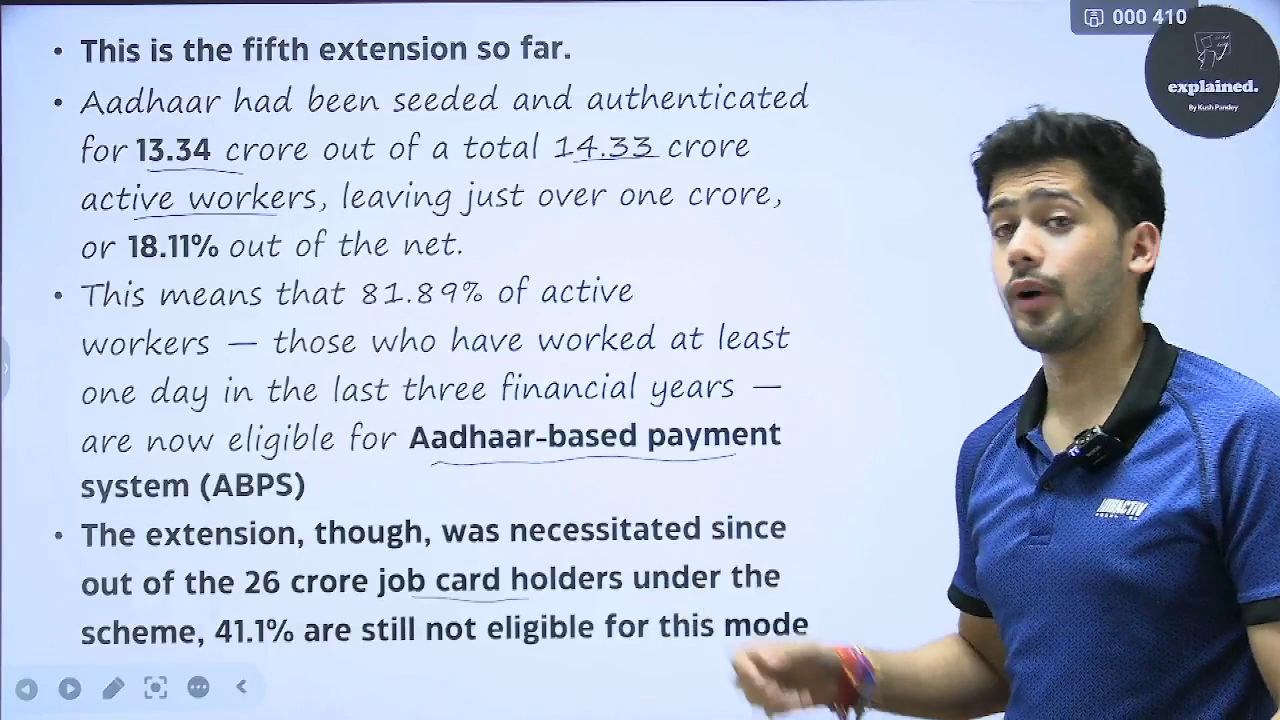 000 410
explained.
By Kush Pandey
• This is the fifth extension so far.
• Aadhaar had been seeded and authenticated
for 13.34 crore out of a total 14.33 crore
active workers, leaving just over one crore,
or 18.11% out of the net.
• This means that 81.89% of active
workers — those who have worked at least
one day in the last three financial years —
are now eligible for Aadhaar-based payment
system (ABPS)
• The extension, though, was necessitated since
out of the 26 crore job card holders under the
scheme, 41.1% are still not eligible for this mode